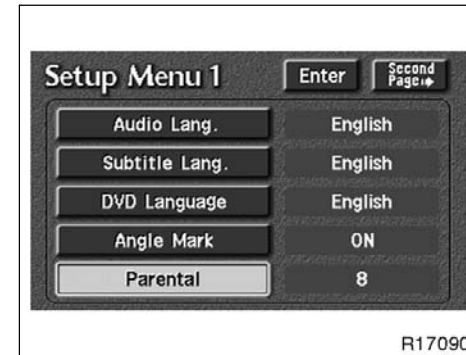 Setup Menu 1 Enter Second Page
Audio Lang. English
Subtitle Lang. English
DVD Language English
Angle Mark ON
Parental 8
R17090